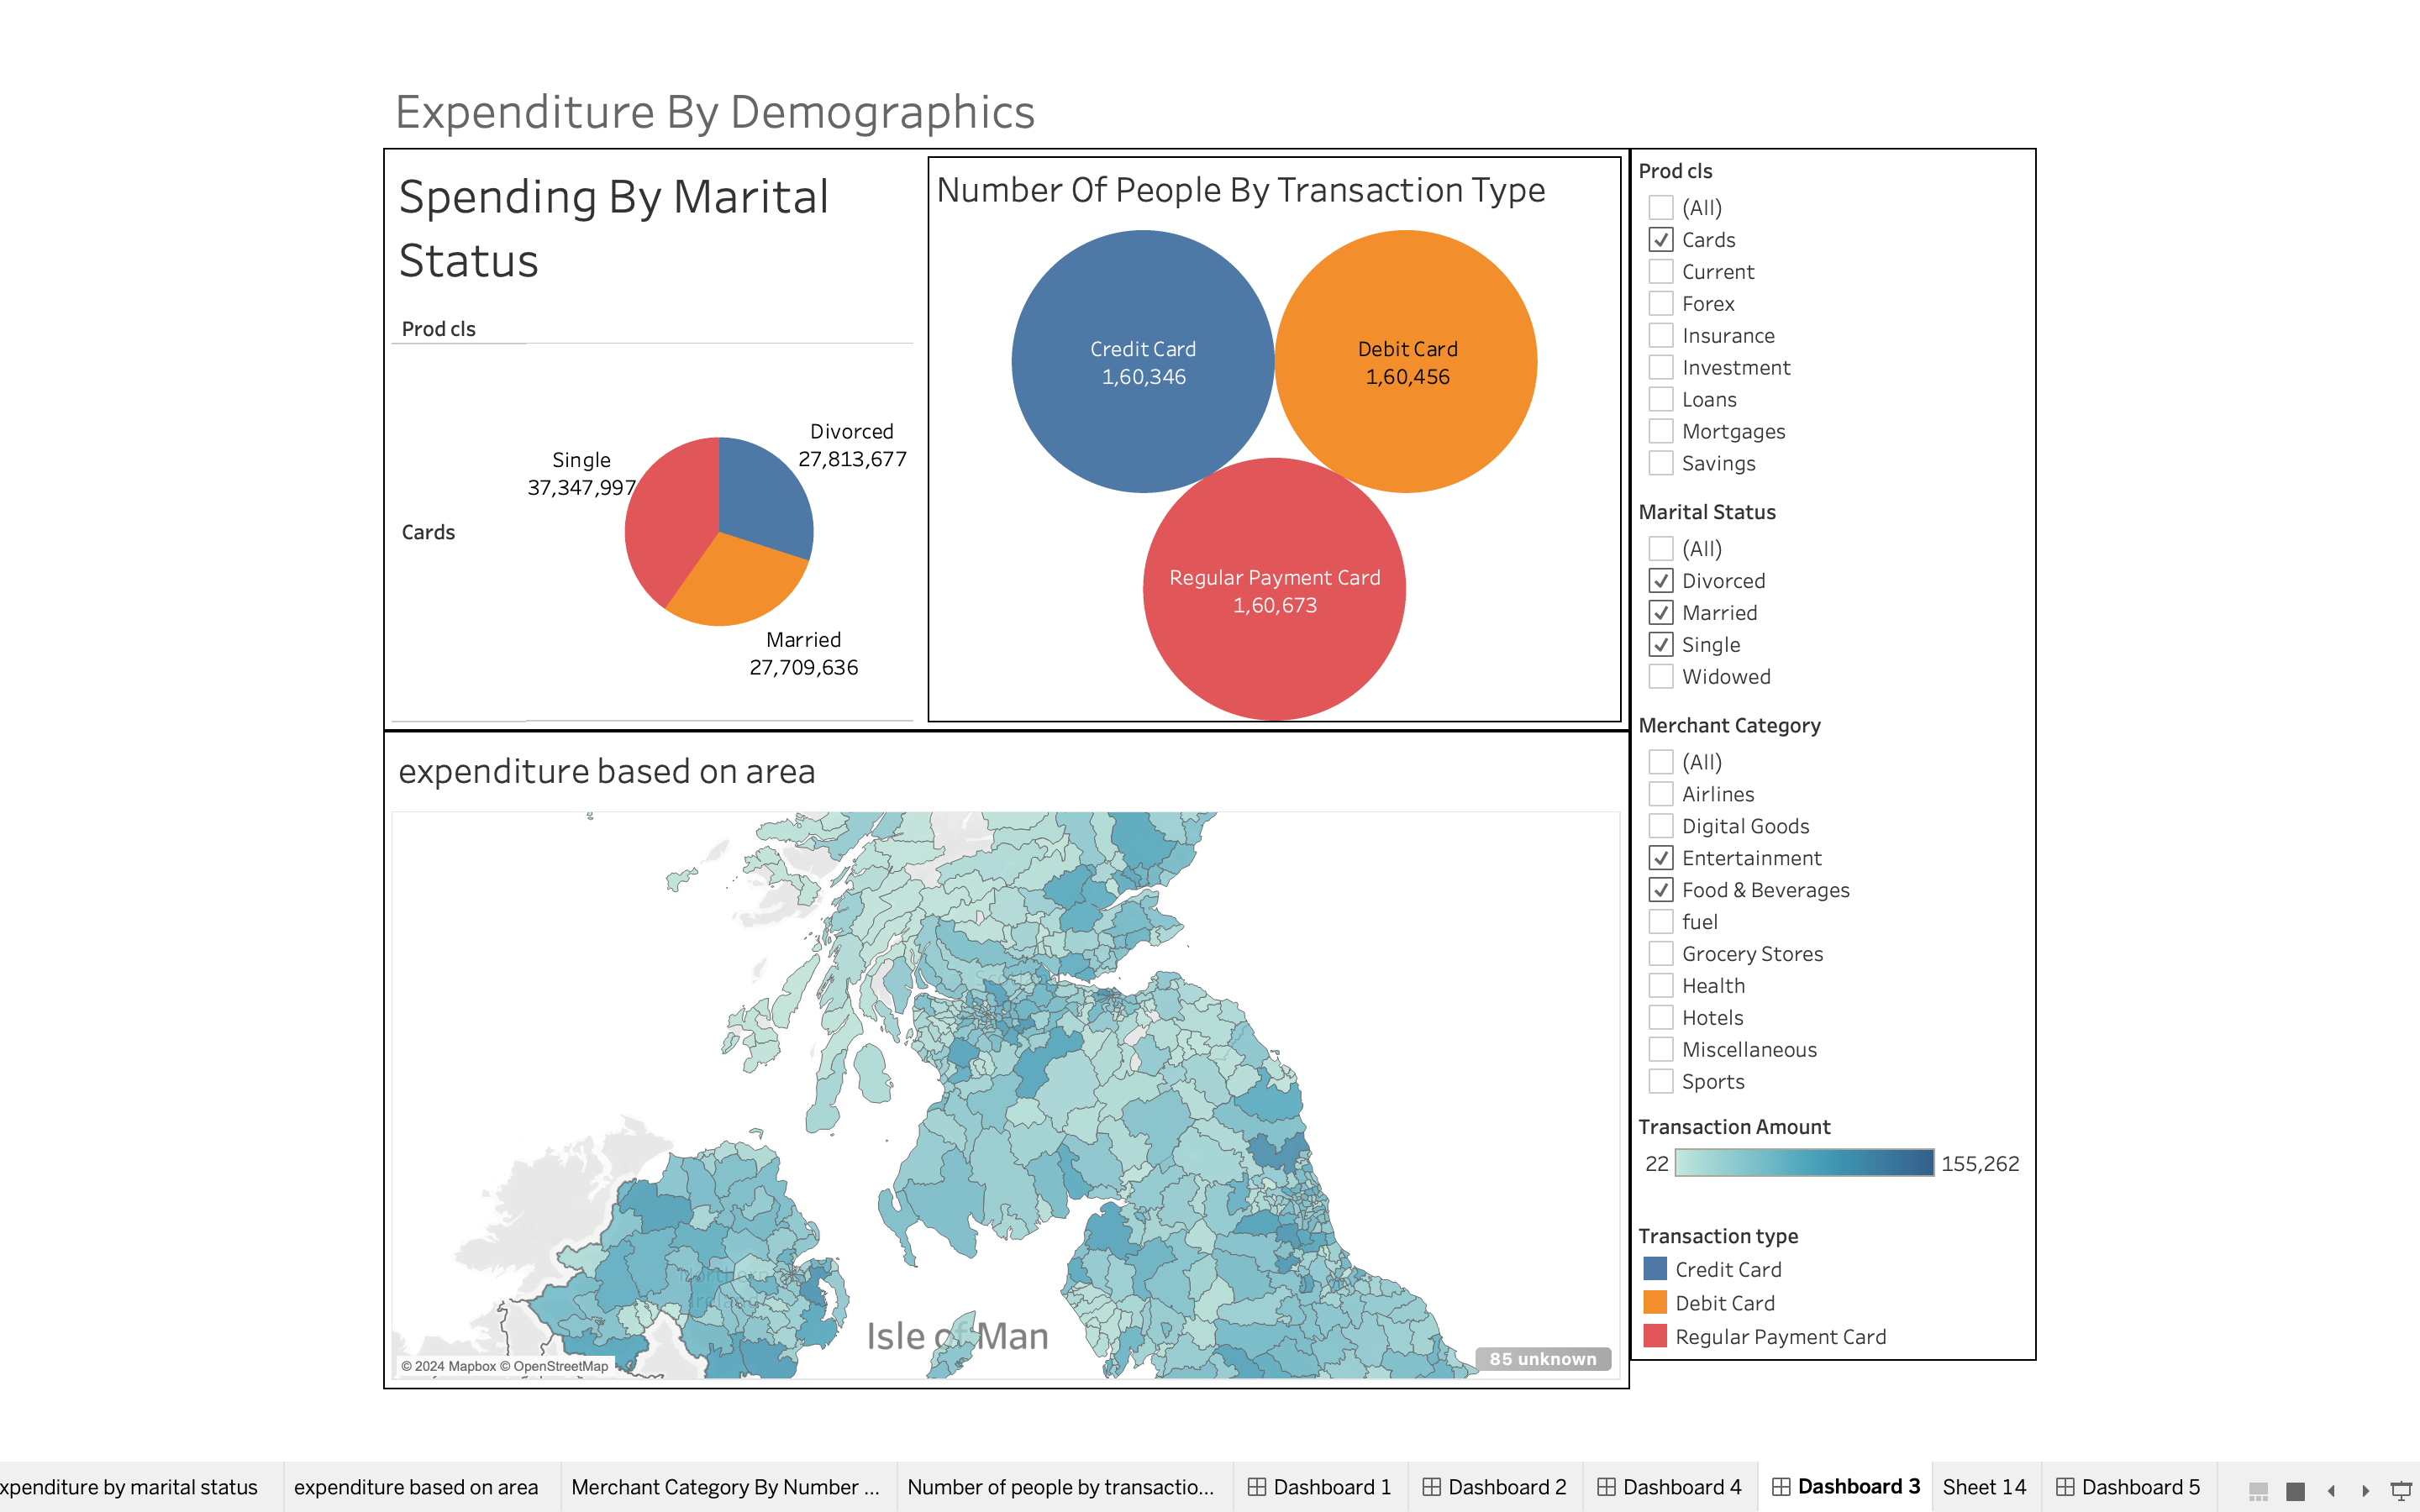 Expenditure By Demographics
Spending By Marital
Status
Prod cls
Cards
Single
37,347,997
Divorced
27,813,677
Married
27,709,636
Number Of People By Transaction Type
Credit Card
1,60,346
Debit Card
1,60,456
Regular Payment Card
1,60,673
expenditure based on area
Northern
Ireland
Isle of Man
© 2024 Mapbox © OpenStreetMap
85 unknown
Prod cls
(All)
Cards
Current
Forex
Insurance
Investment
Loans
Mortgages
Savings
Marital Status
(All)
Divorced
Married
Single
Widowed
Merchant Category
(All)
Airlines
Digital Goods
Entertainment
Food & Beverages
fuel
Grocery Stores
Health
Hotels
Miscellaneous
Sports
Transaction Amount
22
155,262
Transaction type
Credit Card
Debit Card
Regular Payment Card
xpenditure by marital status
expenditure based on area
Merchant Category By Number ...
Number of people by transactio...
Dashboard 1
Dashboard 2
Dashboard 4
Dashboard 3
Sheet 14
Dashboard 5